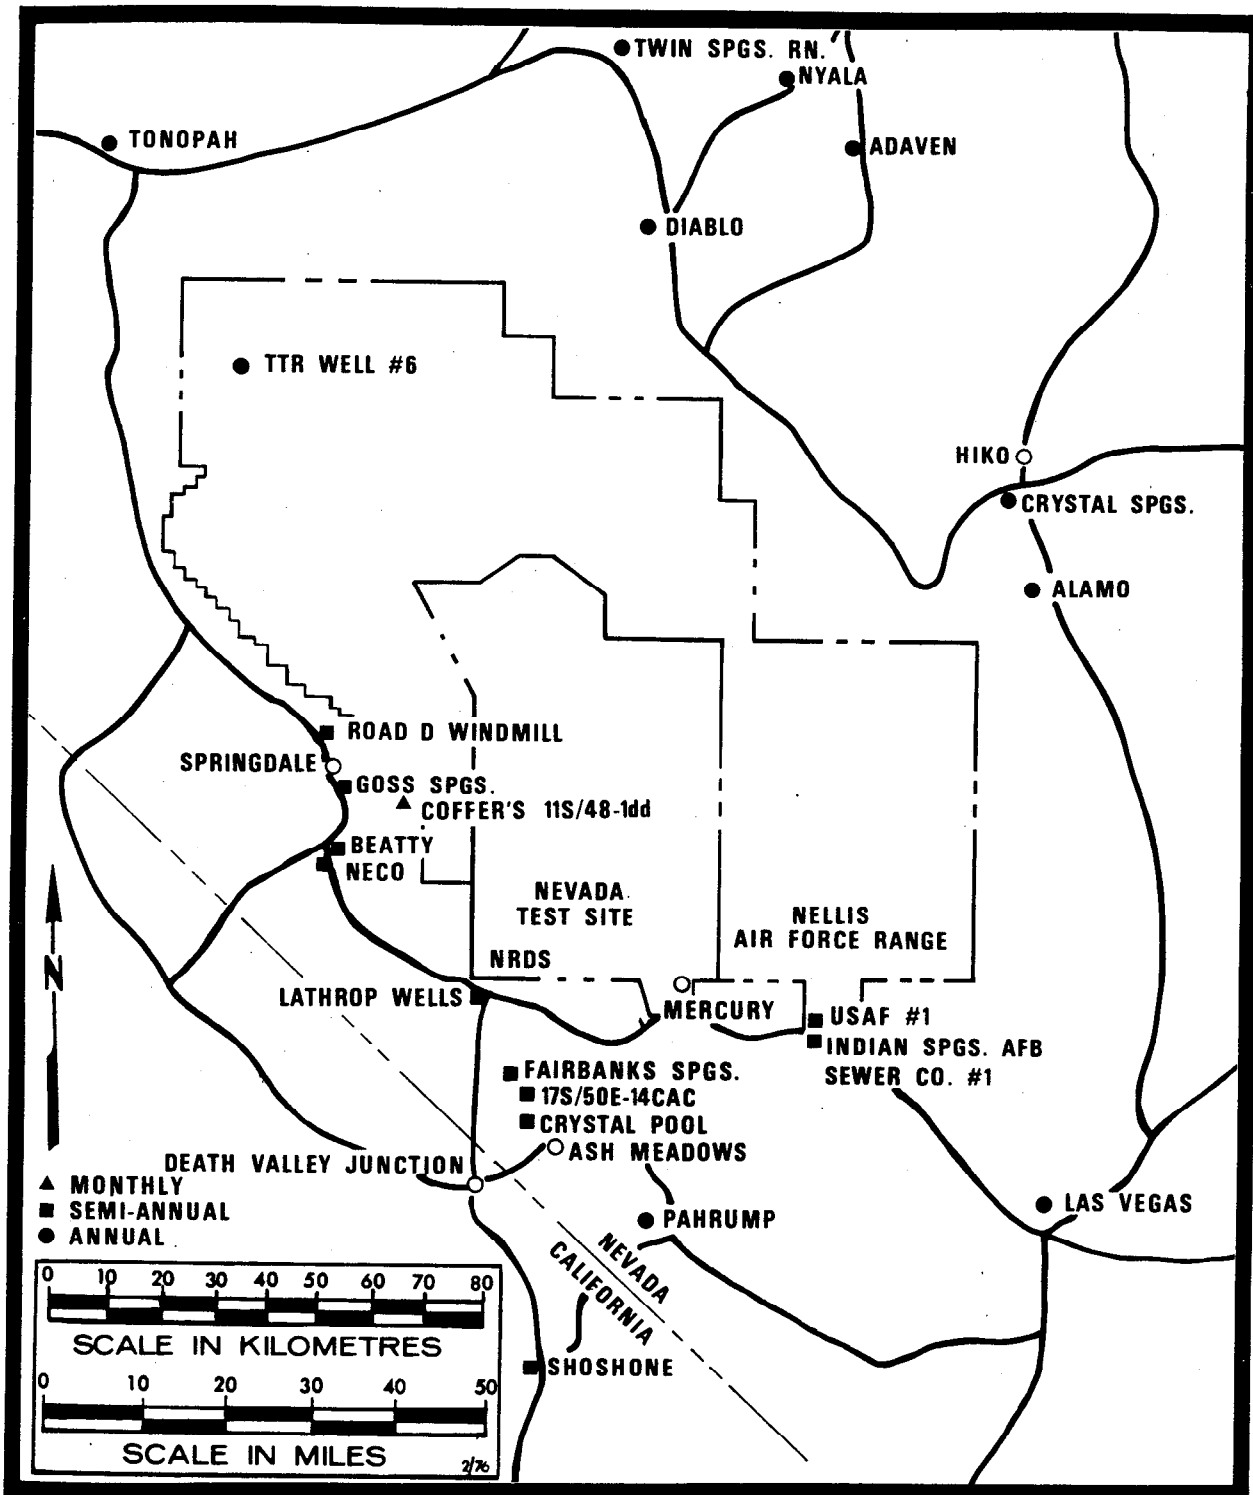 TWIN SPGS. RN.
NYALA
TONOPAH
ADAVEN
DIABLO
TTR WELL #6
HIKO
CRYSTAL SPGS.
ALAMO
ROAD D WINDMILL
SPRINGDALE
GOSS SPGS.
COFFER'S 11S/48-1dd
BEATTY
NECO
NEVADA
TEST SITE
NELLIS
AIR FORCE RANGE
NRDS
N
LATHROP WELLS
MERCURY
USAF #1
INDIAN SPGS. AFB
SEWER CO. #1
FAIRBANKS SPGS.
17S/50E-14CAC
CRYSTAL POOL
ASH MEADOWS
DEATH VALLEY JUNCTION
MONTHLY
SEMI-ANNUAL
ANNUAL
LAS VEGAS
PAHRUMP
NEVADA
CALIFORNIA
SHOSHONE
0 10 20 30 40 50 60 70 80
SCALE IN KILOMETRES
0 10 20 30 40 50
SCALE IN MILES
2/76